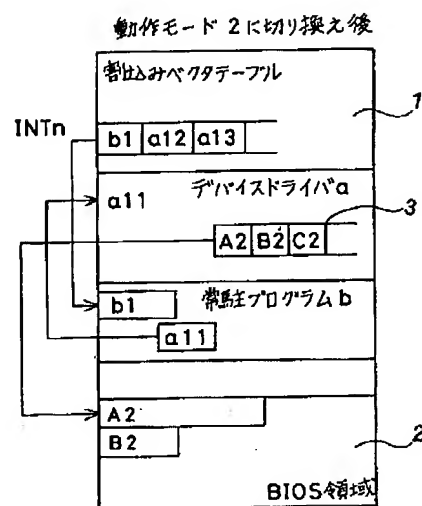 動作モード2に切り換え後
割込みベクタテーブル
1
INTn
b1 a12 a13
デバイスドライバa
a11
3
A2 B2 C2
常駐プログラムb
b1
a11
A2
B2
2
BIOS領域